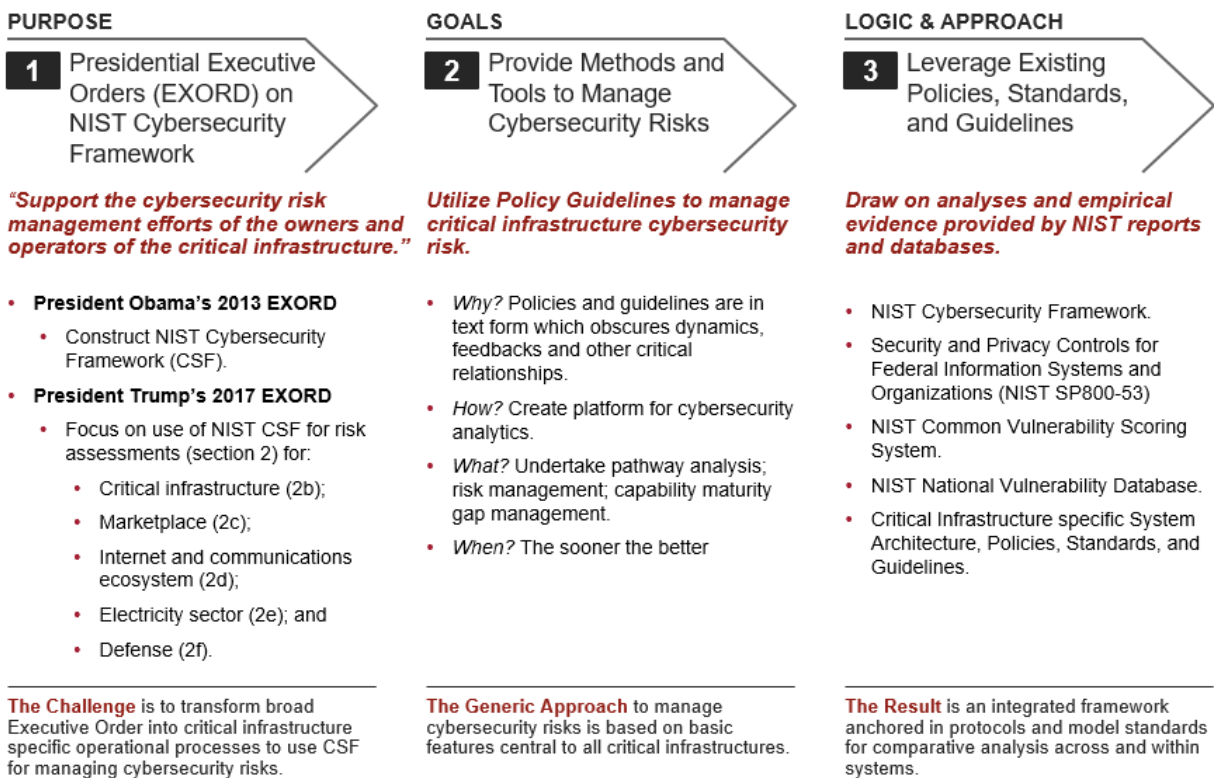 PURPOSE
1
Presidential Executive
Orders (EXORD) on
NIST Cybersecurity
Framework
“Support the cybersecurity risk
management efforts of the owners and
operators of the critical infrastructure.”
• President Obama’s 2013 EXORD
• Construct NIST Cybersecurity
Framework (CSF).
• President Trump’s 2017 EXORD
• Focus on use of NIST CSF for risk
assessments (section 2) for:
• Critical infrastructure (2b);
• Marketplace (2c);
• Internet and communications
ecosystem (2d);
• Electricity sector (2e); and
• Defense (2f).
The Challenge is to transform broad
Executive Order into critical infrastructure
specific operational processes to use CSF
for managing cybersecurity risks.
GOALS
2
Provide Methods and
Tools to Manage
Cybersecurity Risks
Utilize Policy Guidelines to manage
critical infrastructure cybersecurity
risk.
• Why? Policies and guidelines are in
text form which obscures dynamics,
feedbacks and other critical
relationships.
• How? Create platform for cybersecurity
analytics.
• What? Undertake pathway analysis;
risk management; capability maturity
gap management.
• When? The sooner the better
The Generic Approach to manage
cybersecurity risks is based on basic
features central to all critical infrastructures.
LOGIC & APPROACH
3
Leverage Existing
Policies, Standards,
and Guidelines
Draw on analyses and empirical
evidence provided by NIST reports
and databases.
• NIST Cybersecurity Framework.
• Security and Privacy Controls for
Federal Information Systems and
Organizations (NIST SP800-53)
• NIST Common Vulnerability Scoring
System.
• NIST National Vulnerability Database.
• Critical Infrastructure specific System
Architecture, Policies, Standards, and
Guidelines.
The Result is an integrated framework
anchored in protocols and model standards
for comparative analysis across and within
systems.